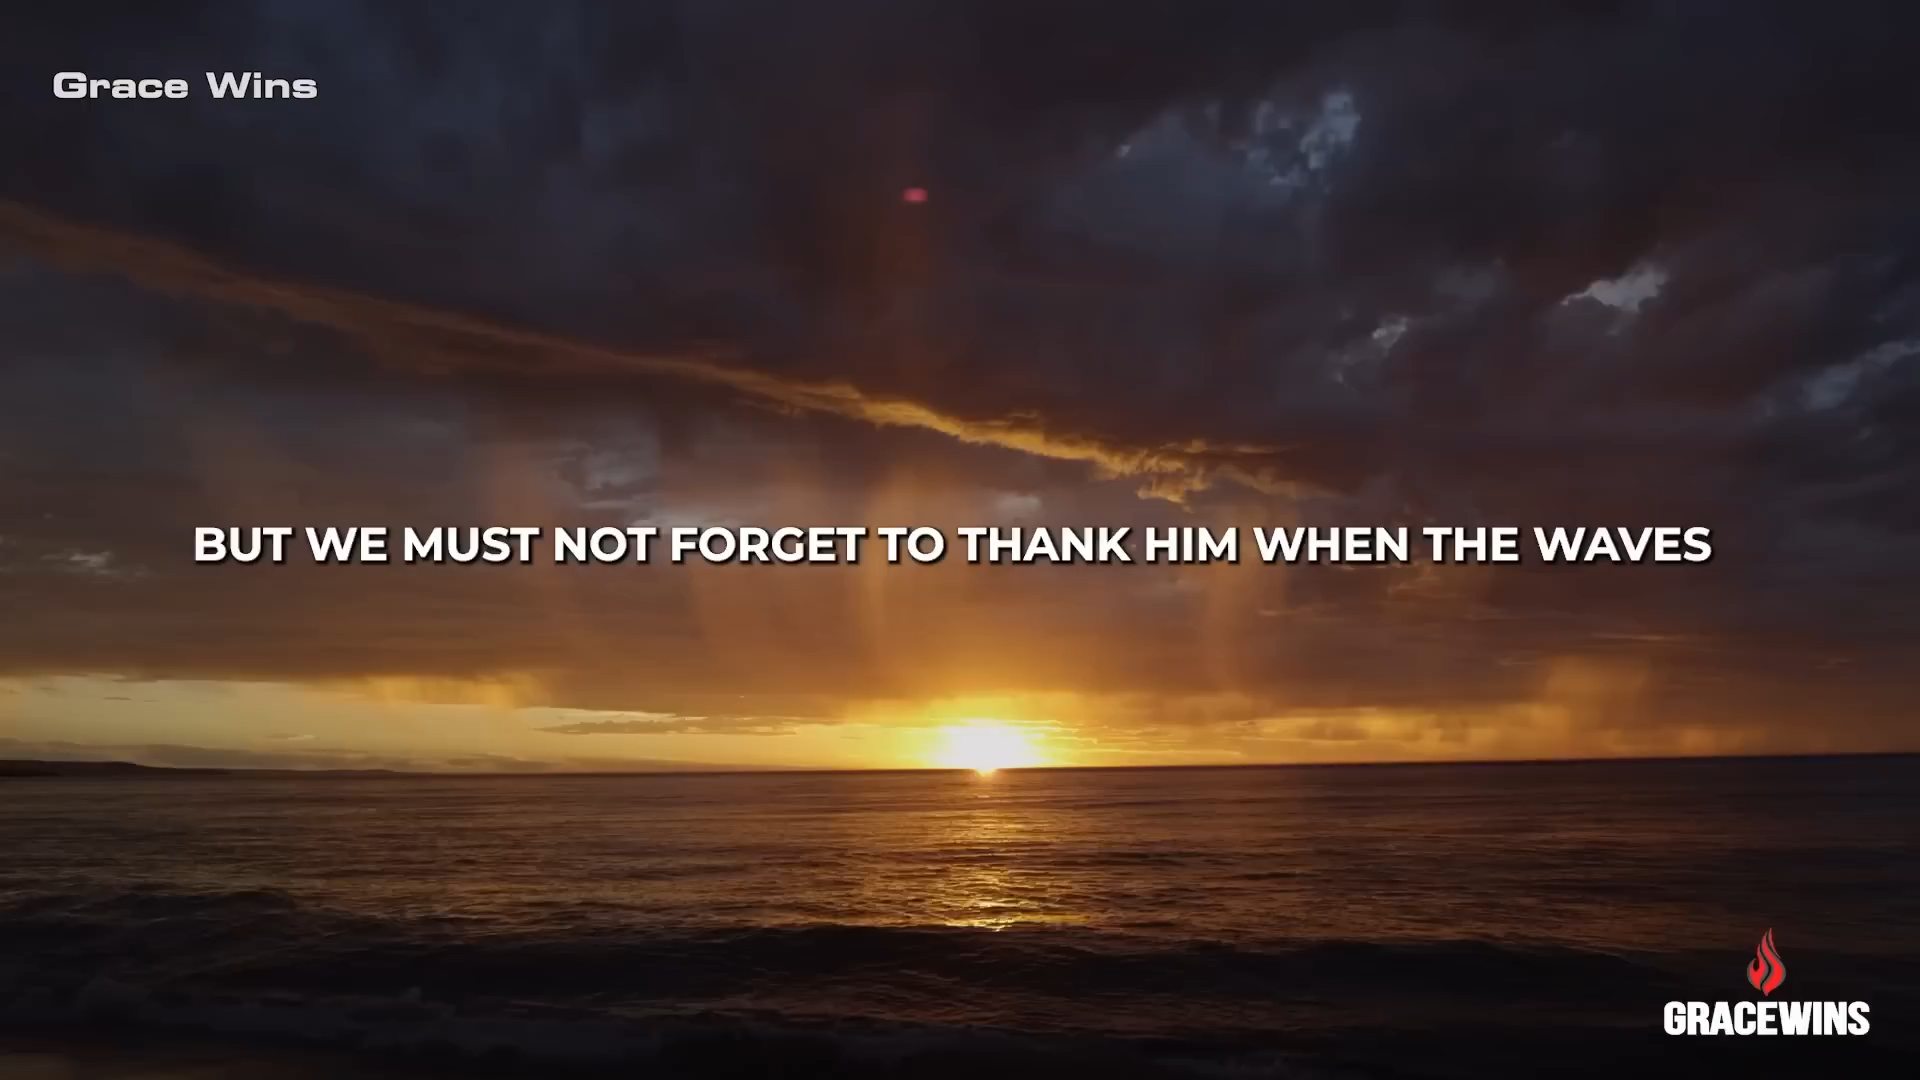 Grace Wins
BUT WE MUST NOT FORGET TO THANK HIM WHEN THE WAVES
GRACEWINS